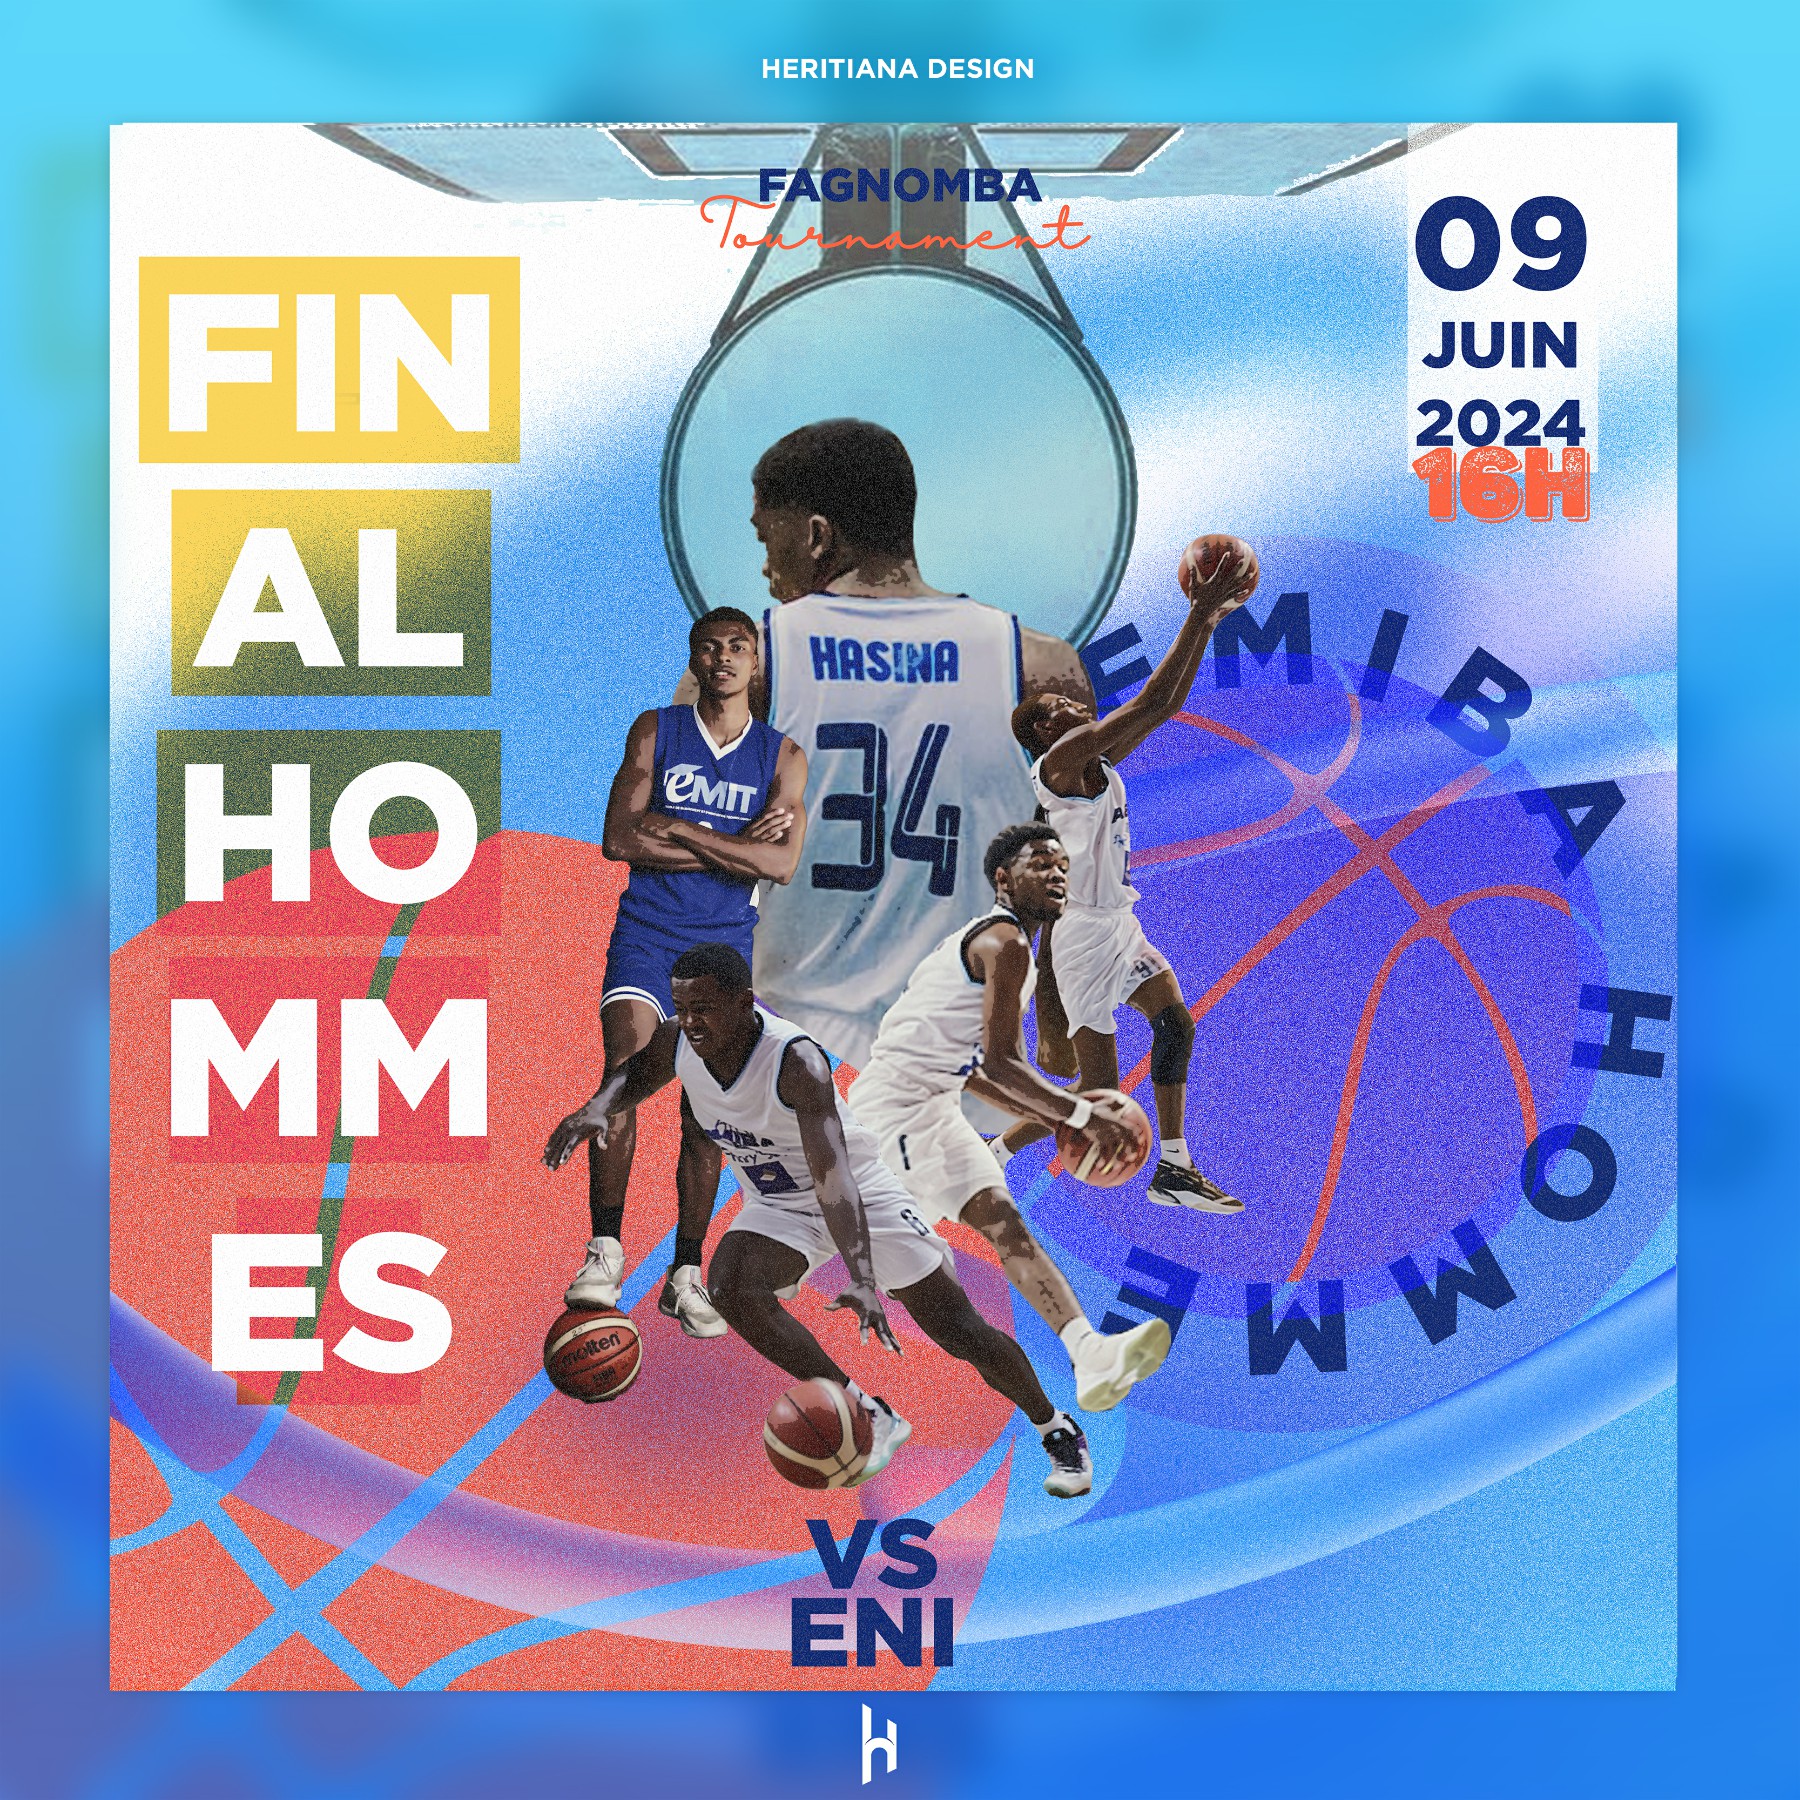 HERITIANA DESIGN
FAGNOMBA
Tournament
09
JUIN
2024
16H
FIN
AL
HO
MM
ES
HASINA
34
eMIT
EMIBA HOMME
molten
VS
ENI